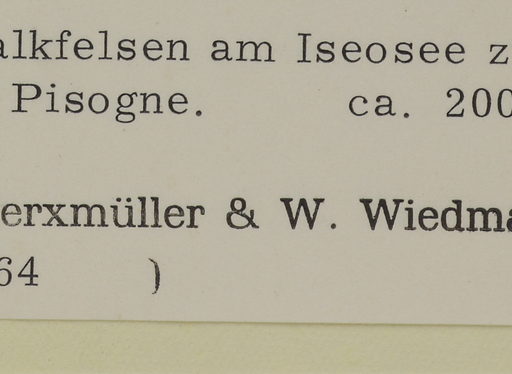 alkfelsen am Iseosee z
Pisogne. ca. 200
erxmüller & W. Wiedma
64 )